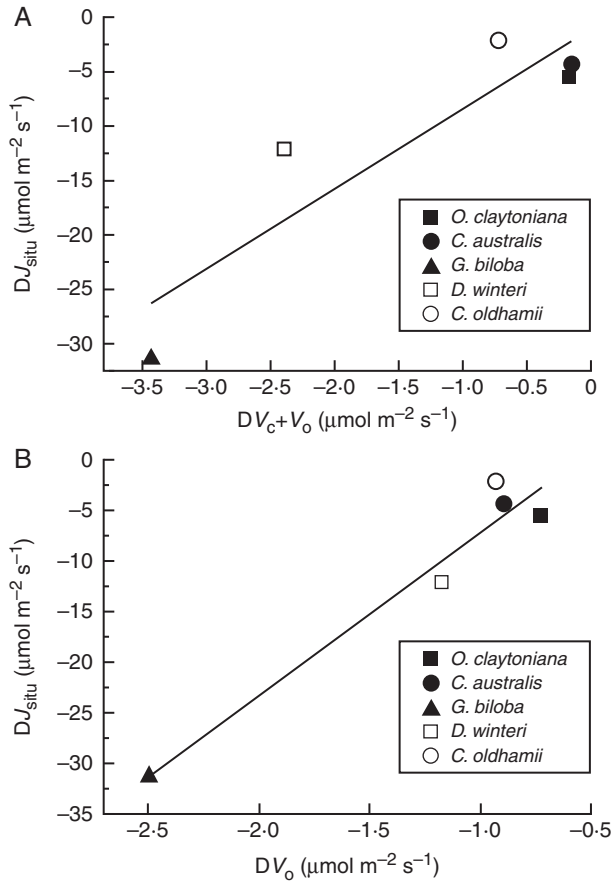 A
0
–5
–10
–15
–20
–25
–30
DJsitu (μmol m−2 s−1)
–3·5
–3·0
–2·5
–2·0
–1·5
–1·0
–0·5
0
DVc+Vo (μmol m−2 s−1)
O. claytoniana
C. australis
G. biloba
D. winteri
C. oldhamii
B
0
–5
–10
–15
–20
–25
–30
–35
DJsitu (μmol m−2 s−1)
–2·5
–2·0
–1·5
–1·0
–0·5
DVo (μmol m−2 s−1)
O. claytoniana
C. australis
G. biloba
D. winteri
C. oldhamii